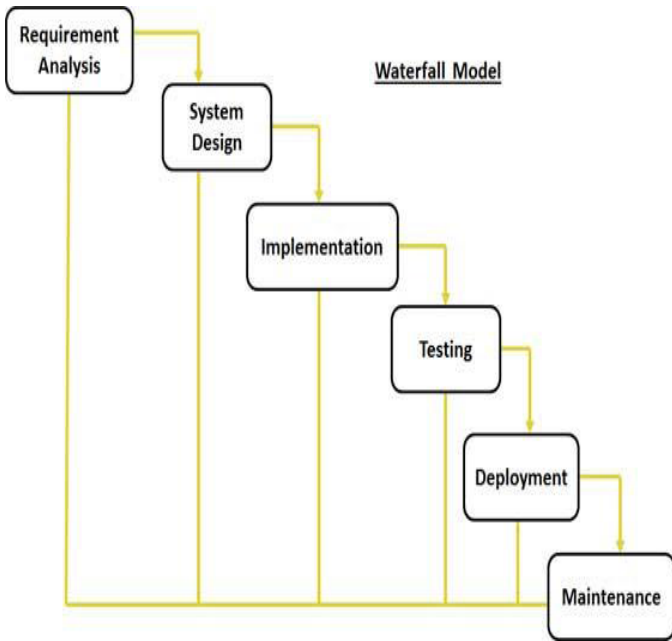 Requirement
Analysis
Waterfall Model
System
Design
Implementation
Testing
Deployment
Maintenance